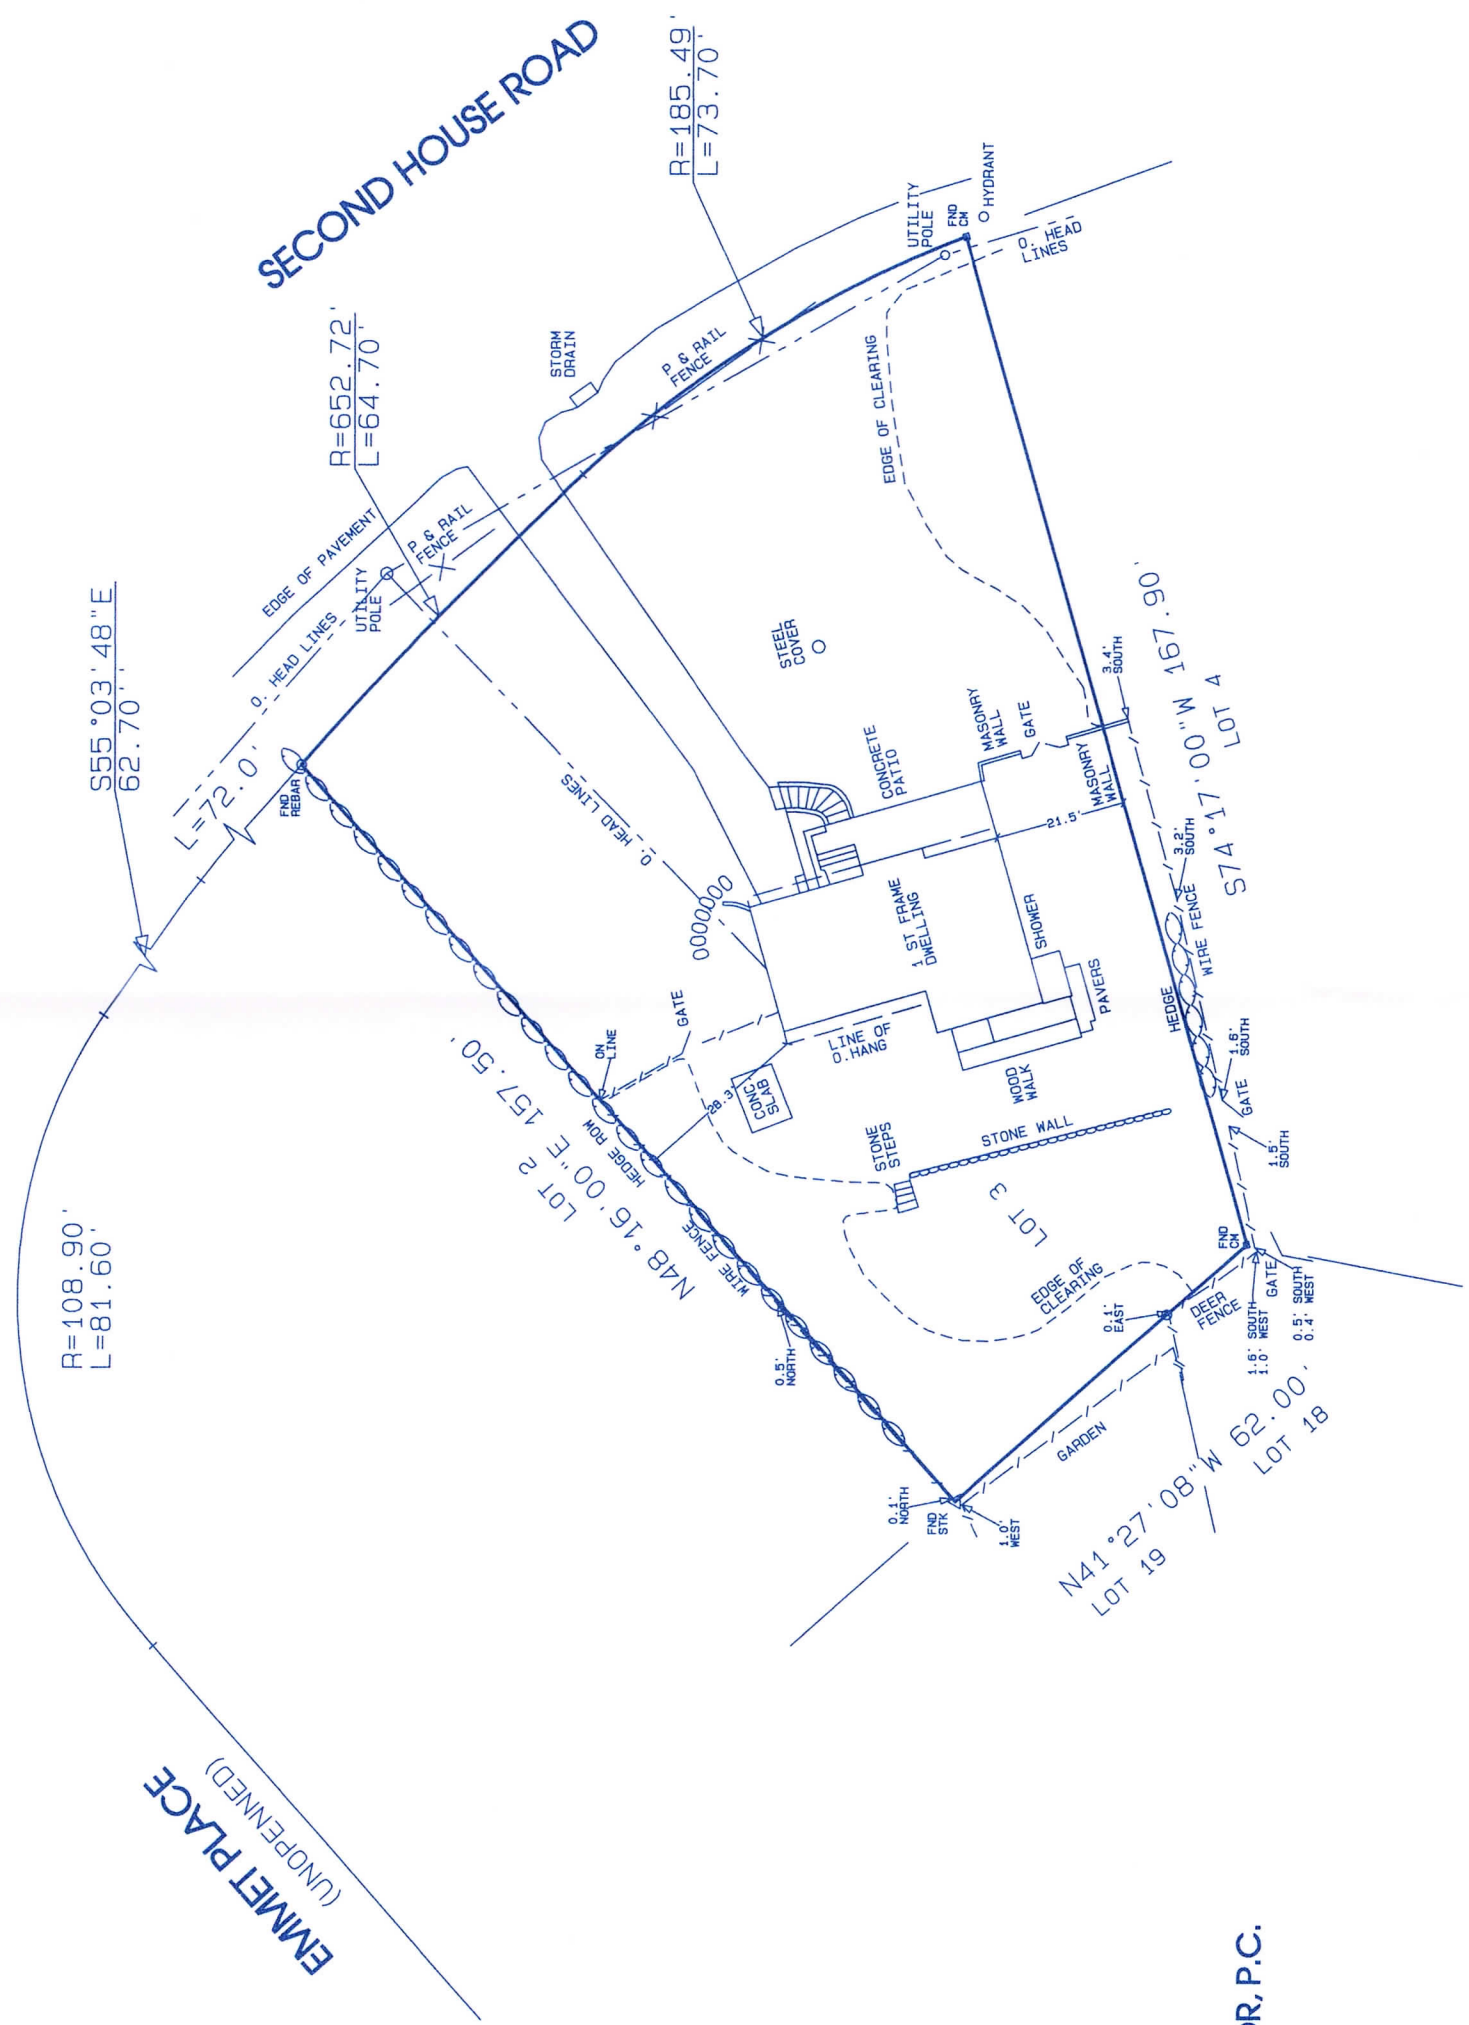 SECOND HOUSE ROAD
R=185.49'
L=73.70'
R=652.72'
L=64.70'
S55°03'48"E
62.70'
L=72.0'
R=108.90'
L=81.60'
EMMET PLACE
(UNOPENNED)
EDGE OF PAVEMENT
O. HEAD LINES
UTILITY
POLE
P & RAIL
FENCE
STORM
DRAIN
P & RAIL
FENCE
UTILITY
POLE
FND
CM
HYDRANT
O. HEAD
LINES
EDGE OF CLEARING
FND
REBAR
O. HEAD LINES
STEEL
COVER
CONCRETE
PATIO
MASONRY
WALL
GATE
MASONRY
WALL
3.4'
SOUTH
21.5'
S74°17'00"W 167.90'
LOT 4
3.2'
SOUTH
WIRE FENCE
HEDGE
1.6'
SOUTH
GATE
1.5'
SOUTH
1 ST FRAME
DWELLING
SHOWER
PAVERS
WOOD
WALK
LINE OF
O.HANG
CONC
SLAB
28.3'
GATE
ON
LINE
N48°16'00"E 157.50'
LOT 2
HEDGE ROW
WIRE FENCE
0.5'
NORTH
STONE
STEPS
STONE WALL
LOT 3
EDGE OF
CLEARING
FND
CM
GATE
0.5' SOUTH
0.4' WEST
1.6' SOUTH
1.0' WEST
DEER
FENCE
0.1'
EAST
GARDEN
0.1'
NORTH
FND
STK
1.0'
WEST
N41°27'08"W 62.00'
LOT 19
LOT 18
OR, P.C.